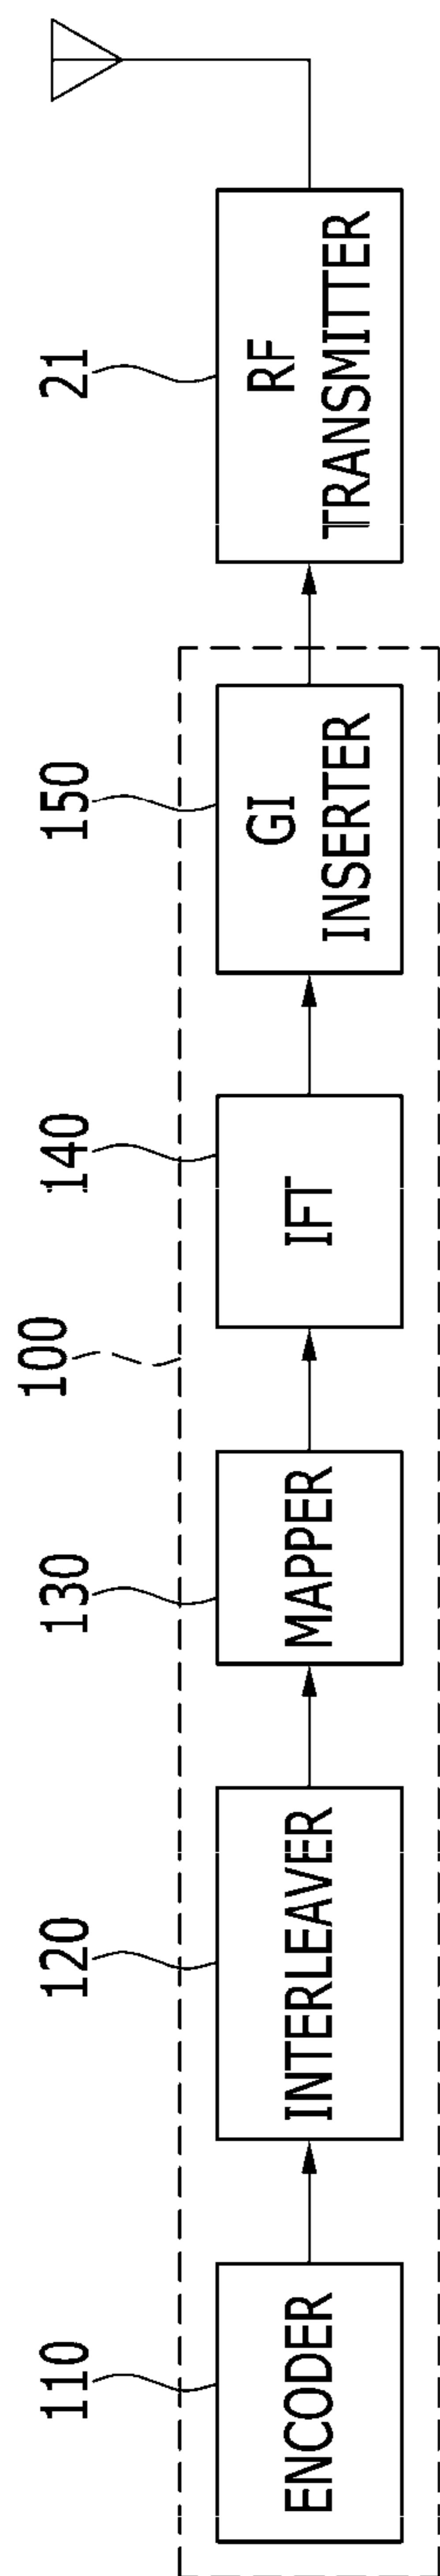 100
110
120
130
140
150
21
ENCODER
INTERLEAVER
MAPPER
IFT
GI
INSERTER
RF
TRANSMITTER